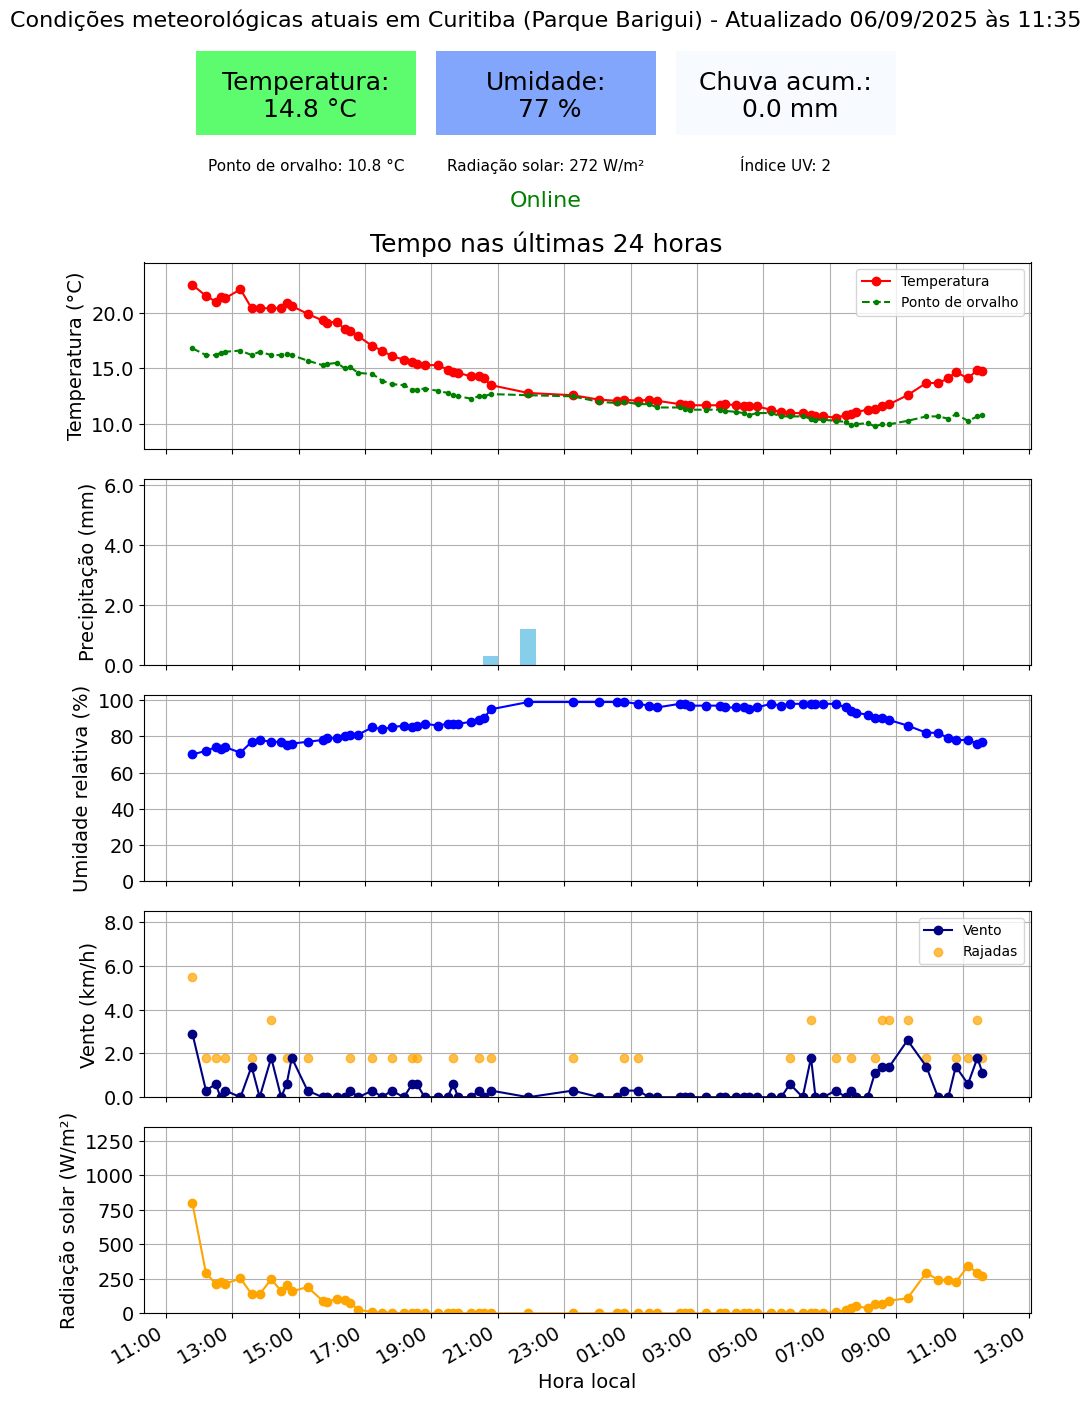 Condições meteorológicas atuais em Curitiba (Parque Barigui) - Atualizado 06/09/2025 às 11:35
Temperatura:
14.8 °C
Umidade:
77 %
Chuva acum.:
0.0 mm
Ponto de orvalho: 10.8 °C
Radiação solar: 272 W/m²
Índice UV: 2
Online
Tempo nas últimas 24 horas
Temperatura (°C)
20.0
15.0
10.0
Temperatura
Ponto de orvalho
Precipitação (mm)
6.0
4.0
2.0
0.0
Umidade relativa (%)
100
80
60
40
20
0
Vento (km/h)
8.0
6.0
4.0
2.0
0.0
Vento
Rajadas
Radiação solar (W/m²)
1250
1000
750
500
250
0
11:00
13:00
15:00
17:00
19:00
21:00
23:00
01:00
03:00
05:00
07:00
09:00
11:00
13:00
Hora local